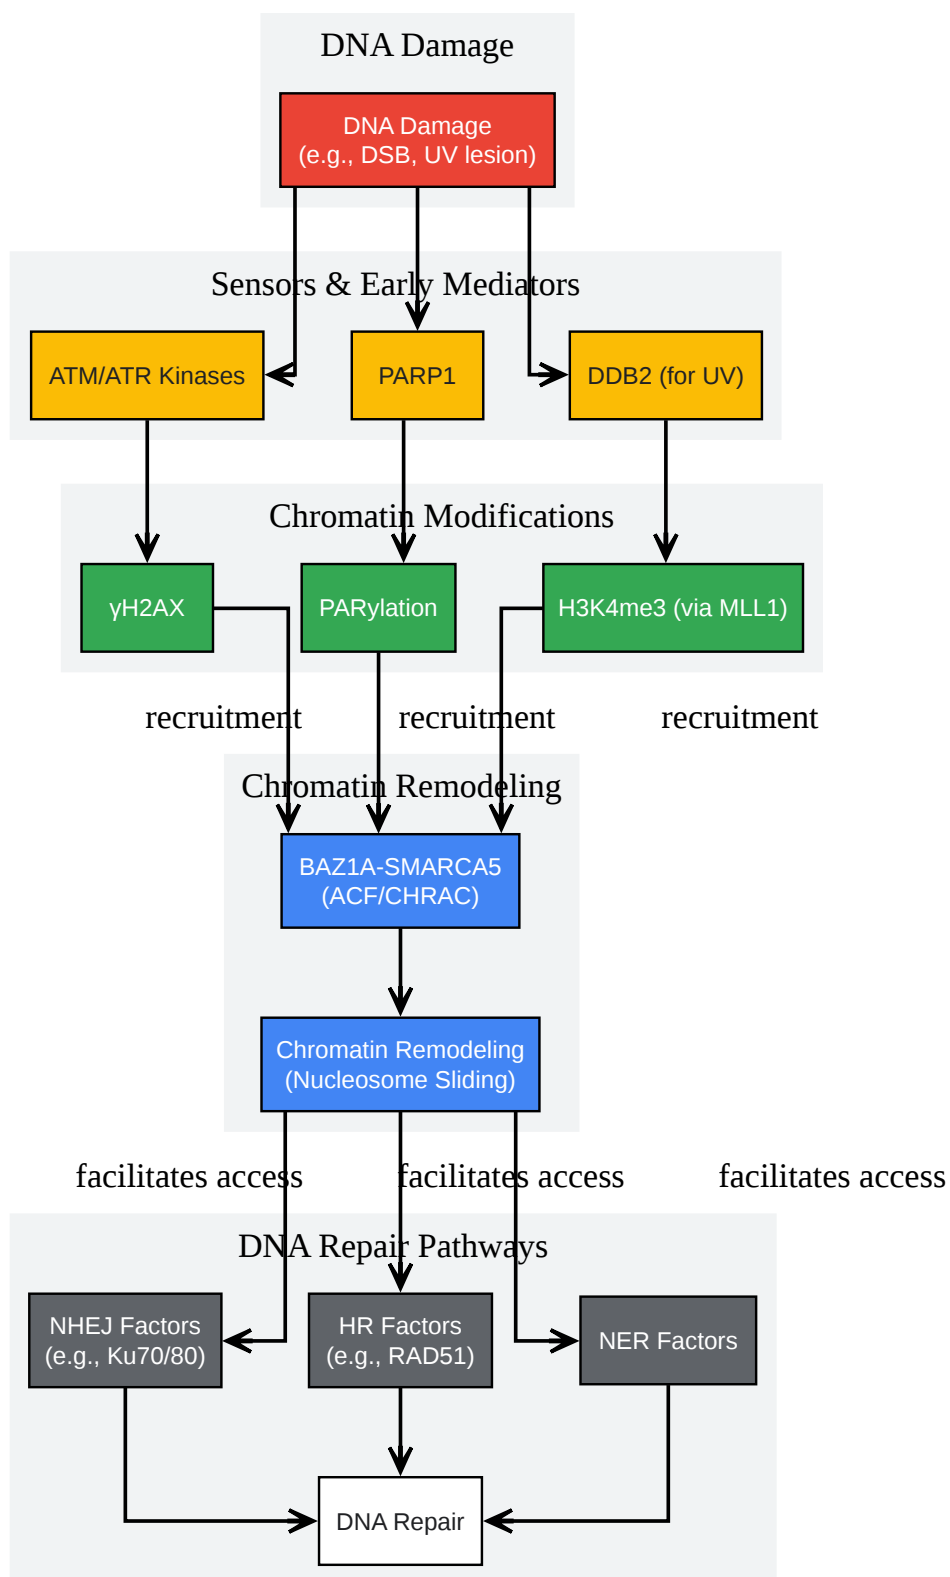 DNA Damage
DNA Damage
(e.g., DSB, UV lesion)
Sensors & Early Mediators
ATM/ATR Kinases
PARP1
DDB2 (for UV)
Chromatin Modifications
γH2AX
PARylation
H3K4me3 (via MLL1)
recruitment
recruitment
recruitment
Chromatin Remodeling
BAZ1A-SMARCA5
(ACF/CHRAC)
Chromatin Remodeling
(Nucleosome Sliding)
facilitates access
facilitates access
facilitates access
DNA Repair Pathways
NHEJ Factors
(e.g., Ku70/80)
HR Factors
(e.g., RAD51)
NER Factors
DNA Repair